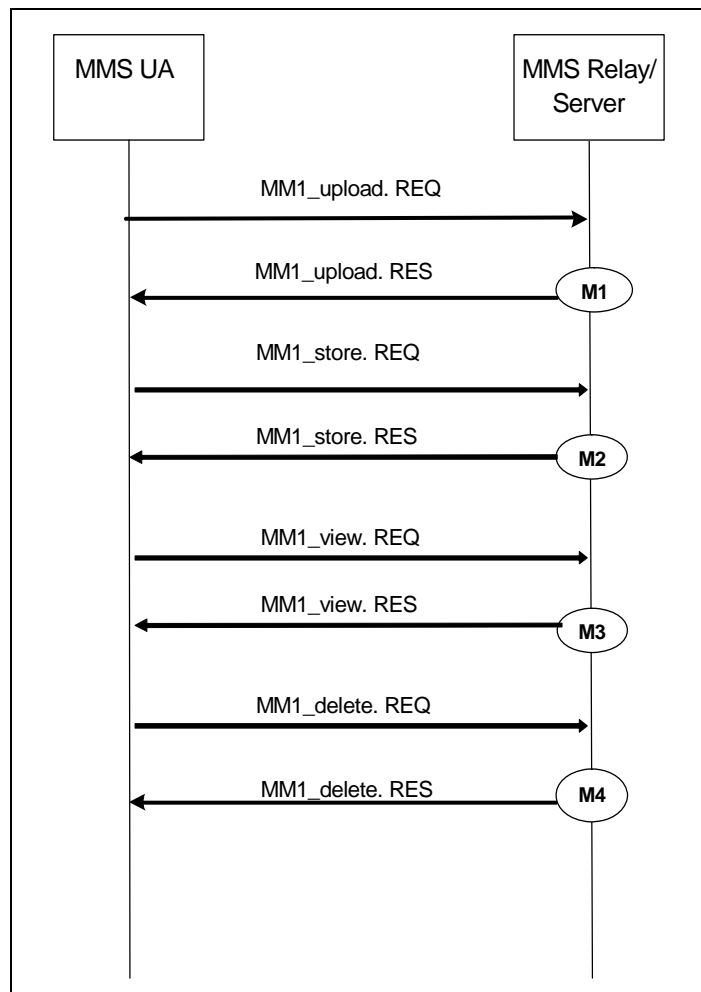 MMS UA
MMS Relay/
Server
MM1_upload. REQ
MM1_upload. RES
M1
MM1_store. REQ
MM1_store. RES
M2
MM1_view. REQ
MM1_view. RES
M3
MM1_delete. REQ
MM1_delete. RES
M4